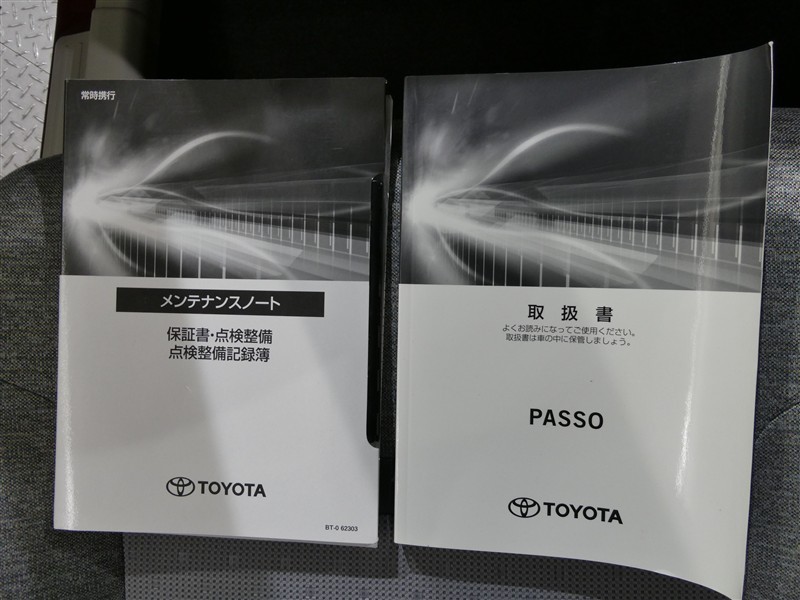 常時携行
メンテナンスノート
保証書・点検整備
点検整備記録簿
TOYOTA
BT-0 62303
取扱書
よくお読みになってご使用ください。
取扱書は車の中に保管しましょう。
PASSO
TOYOTA